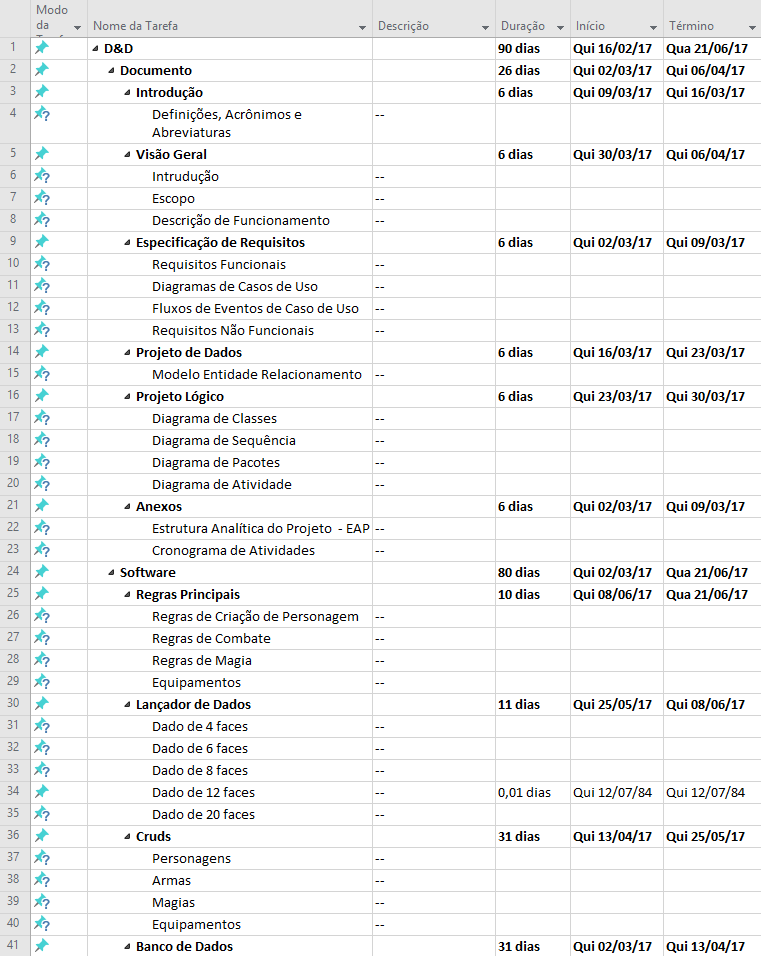 Modo
da
Nome da Tarefa Descrição Duração Início Término
1 D&D 90 dias Qui 16/02/17 Qua 21/06/17
2 Documento 26 dias Qui 02/03/17 Qui 06/04/17
3 Introdução 6 dias Qui 09/03/17 Qui 16/03/17
4 Definições, Acrônimos e --
Abreviaturas
5 Visão Geral 6 dias Qui 30/03/17 Qui 06/04/17
6 Intrudução --
7 Escopo --
8 Descrição de Funcionamento --
9 Especificação de Requisitos 6 dias Qui 02/03/17 Qui 09/03/17
10 Requisitos Funcionais --
11 Diagramas de Casos de Uso --
12 Fluxos de Eventos de Caso de Uso --
13 Requisitos Não Funcionais --
14 Projeto de Dados 6 dias Qui 16/03/17 Qui 23/03/17
15 Modelo Entidade Relacionamento --
16 Projeto Lógico 6 dias Qui 23/03/17 Qui 30/03/17
17 Diagrama de Classes --
18 Diagrama de Sequência --
19 Diagrama de Pacotes --
20 Diagrama de Atividade --
21 Anexos 6 dias Qui 02/03/17 Qui 09/03/17
22 Estrutura Analítica do Projeto - EAP --
23 Cronograma de Atividades --
24 Software 80 dias Qui 02/03/17 Qua 21/06/17
25 Regras Principais 10 dias Qui 08/06/17 Qua 21/06/17
26 Regras de Criação de Personagem --
27 Regras de Combate --
28 Regras de Magia --
29 Equipamentos --
30 Lançador de Dados 11 dias Qui 25/05/17 Qui 08/06/17
31 Dado de 4 faces --
32 Dado de 6 faces --
33 Dado de 8 faces --
34 Dado de 12 faces 0,01 dias Qui 12/07/84 Qui 12/07/84
35 Dado de 20 faces --
36 Cruds 31 dias Qui 13/04/17 Qui 25/05/17
37 Personagens --
38 Armas --
39 Magias --
40 Equipamentos --
41 Banco de Dados 31 dias Qui 02/03/17 Qui 13/04/17